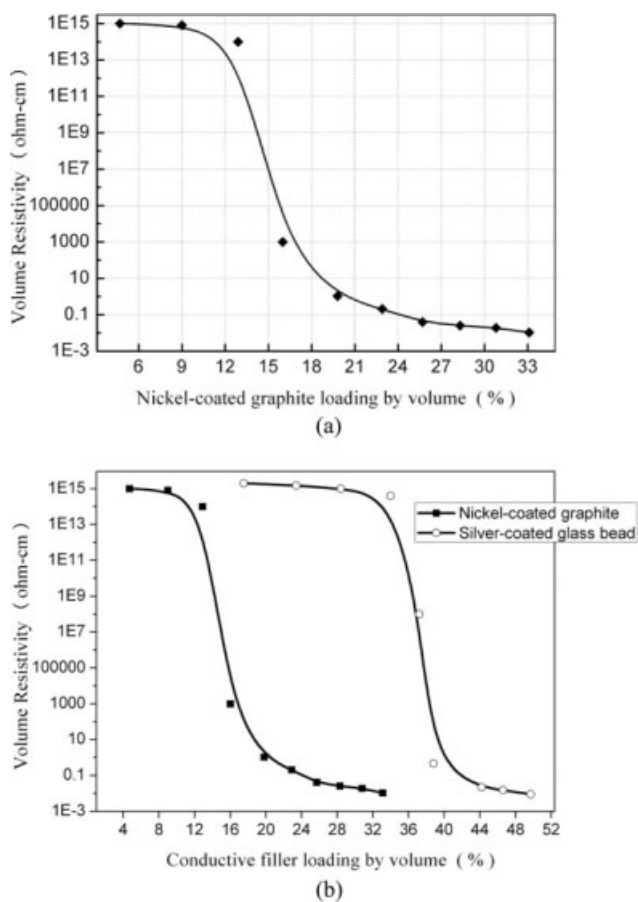 1E15
1E13
1E11
1E9
1E7
100000
1000
10
0.1
1E-3
Volume Resistivity ( ohm-cm )
6 9 12 15 18 21 24 27 30 33
Nickel-coated graphite loading by volume ( % )
(a)
1E15
1E13
1E11
1E9
1E7
100000
1000
10
0.1
1E-3
Volume Resistivity ( ohm-cm )
Nickel-coated graphite
Silver-coated glass bead
4 8 12 16 20 24 28 32 36 40 44 48 52
Conductive filler loading by volume ( % )
(b)